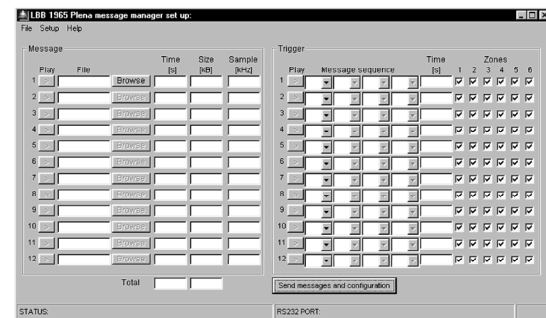 LBB 1965 Plena message manager set up:
File Setup Help
Message
Time Size Sample
Play File [s] [kB] [kHz]
1 > Browse
2 > Browse
3 > Browse
4 > Browse
5 > Browse
6 > Browse
7 > Browse
8 > Browse
9 > Browse
10 > Browse
11 > Browse
12 > Browse
Total
Trigger
Time Zones
Play Message sequence [s] 1 2 3 4 5 6
1 >
2 >
3 >
4 >
5 >
6 >
7 >
8 >
9 >
10 >
11 >
12 >
Send messages and configuration
STATUS: RS232 PORT: